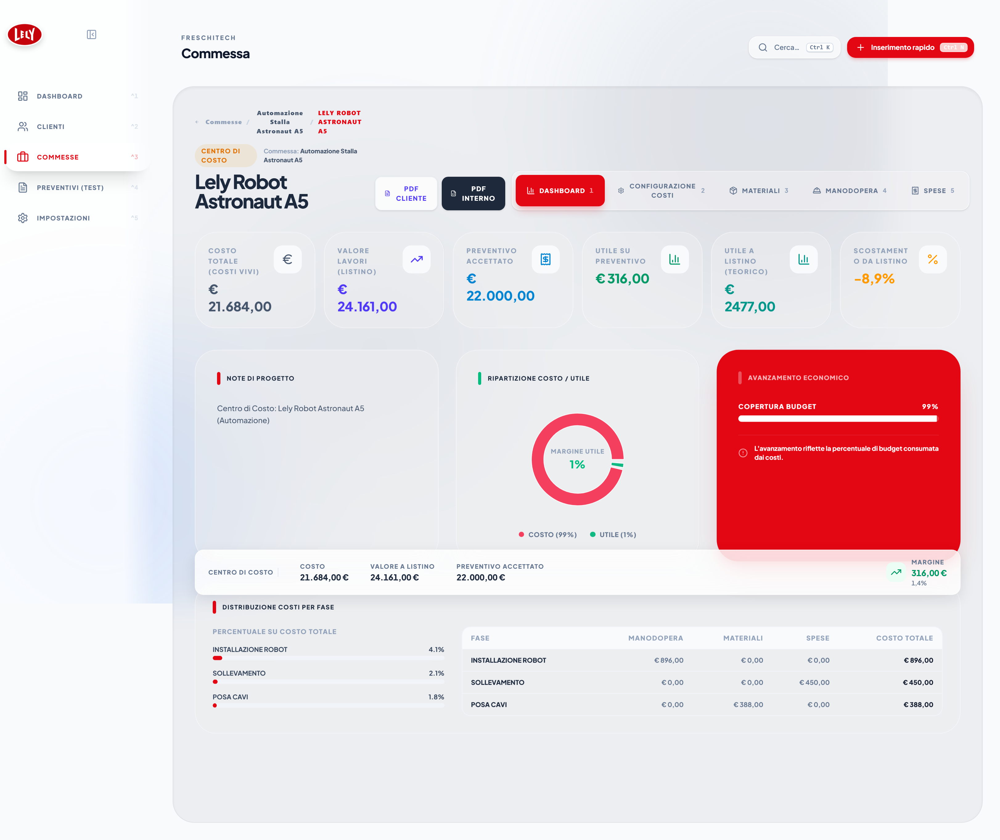 LELY
FRESCHITECH
Commessa
Cerca...
Ctrl K
Inserimento rapido
Ctrl N
DASHBOARD
^1
CLIENTI
^2
COMMESSE
^3
PREVENTIVI (TEST)
^4
IMPOSTAZIONI
^5
Commesse /
Automazione
Stalla
Astronaut A5
/
LELY ROBOT
ASTRONAUT
A5
CENTRO DI
COSTO
Commessa: Automazione Stalla
Astronaut A5
Lely Robot
Astronaut A5
PDF
CLIENTE
PDF
INTERNO
DASHBOARD 1
CONFIGURAZIONE
COSTI
2
MATERIALI 3
MANODOPERA 4
SPESE 5
COSTO
TOTALE
(COSTI VIVI)
€
21.684,00
VALORE
LAVORI
(LISTINO)
€
24.161,00
PREVENTIVO
ACCETTATO
€
22.000,00
UTILE SU
PREVENTIVO
€ 316,00
UTILE A
LISTINO
(TEORICO)
€
2477,00
SCOSTAMENT
O DA LISTINO
-8,9%
NOTE DI PROGETTO
Centro di Costo: Lely Robot Astronaut A5
(Automazione)
RIPARTIZIONE COSTO / UTILE
MARGINE UTILE
1%
COSTO (99%)
UTILE (1%)
AVANZAMENTO ECONOMICO
COPERTURA BUDGET
99%
L'avanzamento riflette la percentuale di budget consumata
dai costi.
CENTRO DI COSTO
COSTO
21.684,00 €
VALORE A LISTINO
24.161,00 €
PREVENTIVO ACCETTATO
22.000,00 €
MARGINE
316,00 €
1,4%
DISTRIBUZIONE COSTI PER FASE
PERCENTUALE SU COSTO TOTALE
INSTALLAZIONE ROBOT 4.1%
SOLLEVAMENTO 2.1%
POSA CAVI 1.8%
FASE MANODOPERA MATERIALI SPESE COSTO TOTALE
INSTALLAZIONE ROBOT € 896,00 € 0,00 € 0,00 € 896,00
SOLLEVAMENTO € 0,00 € 0,00 € 450,00 € 450,00
POSA CAVI € 0,00 € 388,00 € 0,00 € 388,00